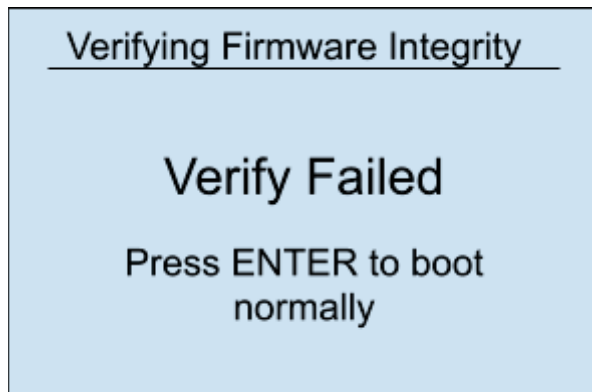 Verifying Firmware Integrity
Verify Failed
Press ENTER to boot
normally